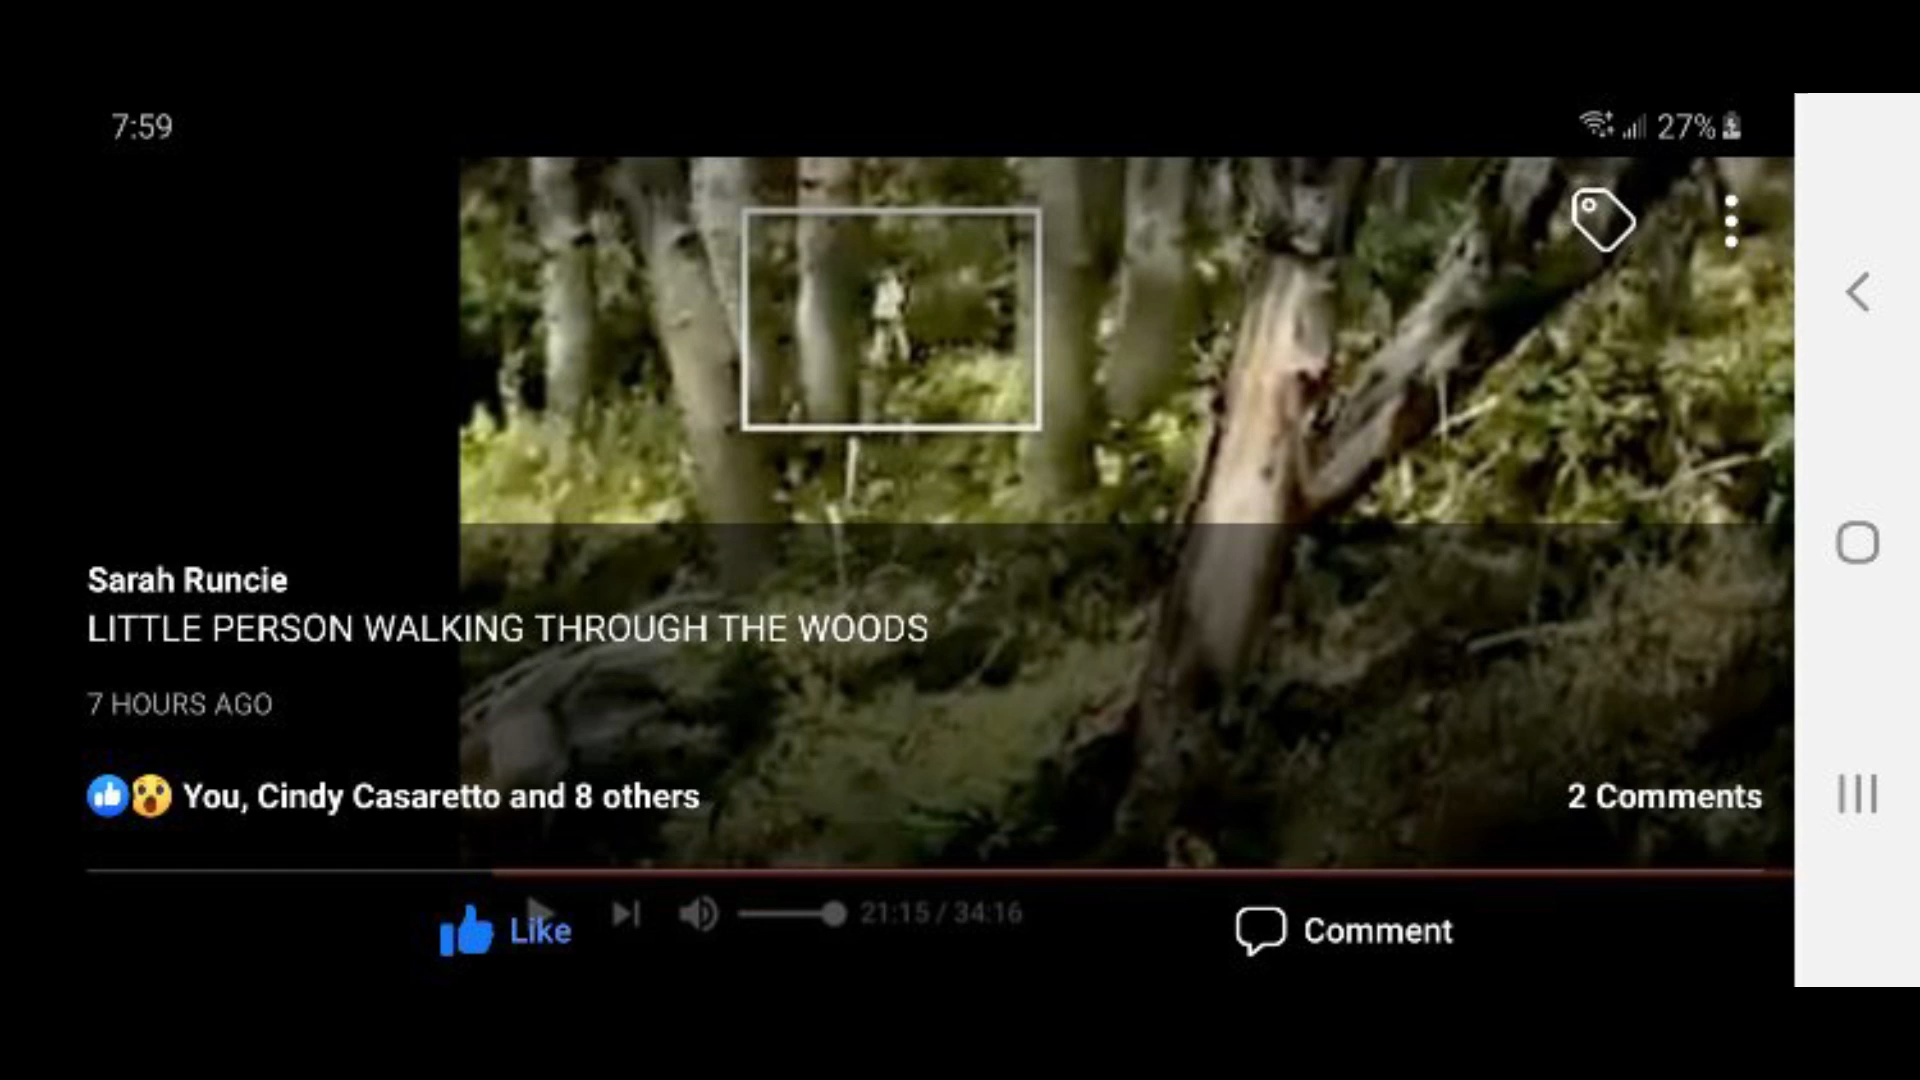 7:59
27%
Sarah Runcie
LITTLE PERSON WALKING THROUGH THE WOODS
7 HOURS AGO
You, Cindy Casaretto and 8 others
2 Comments
21:15 / 34:16
Like
Comment